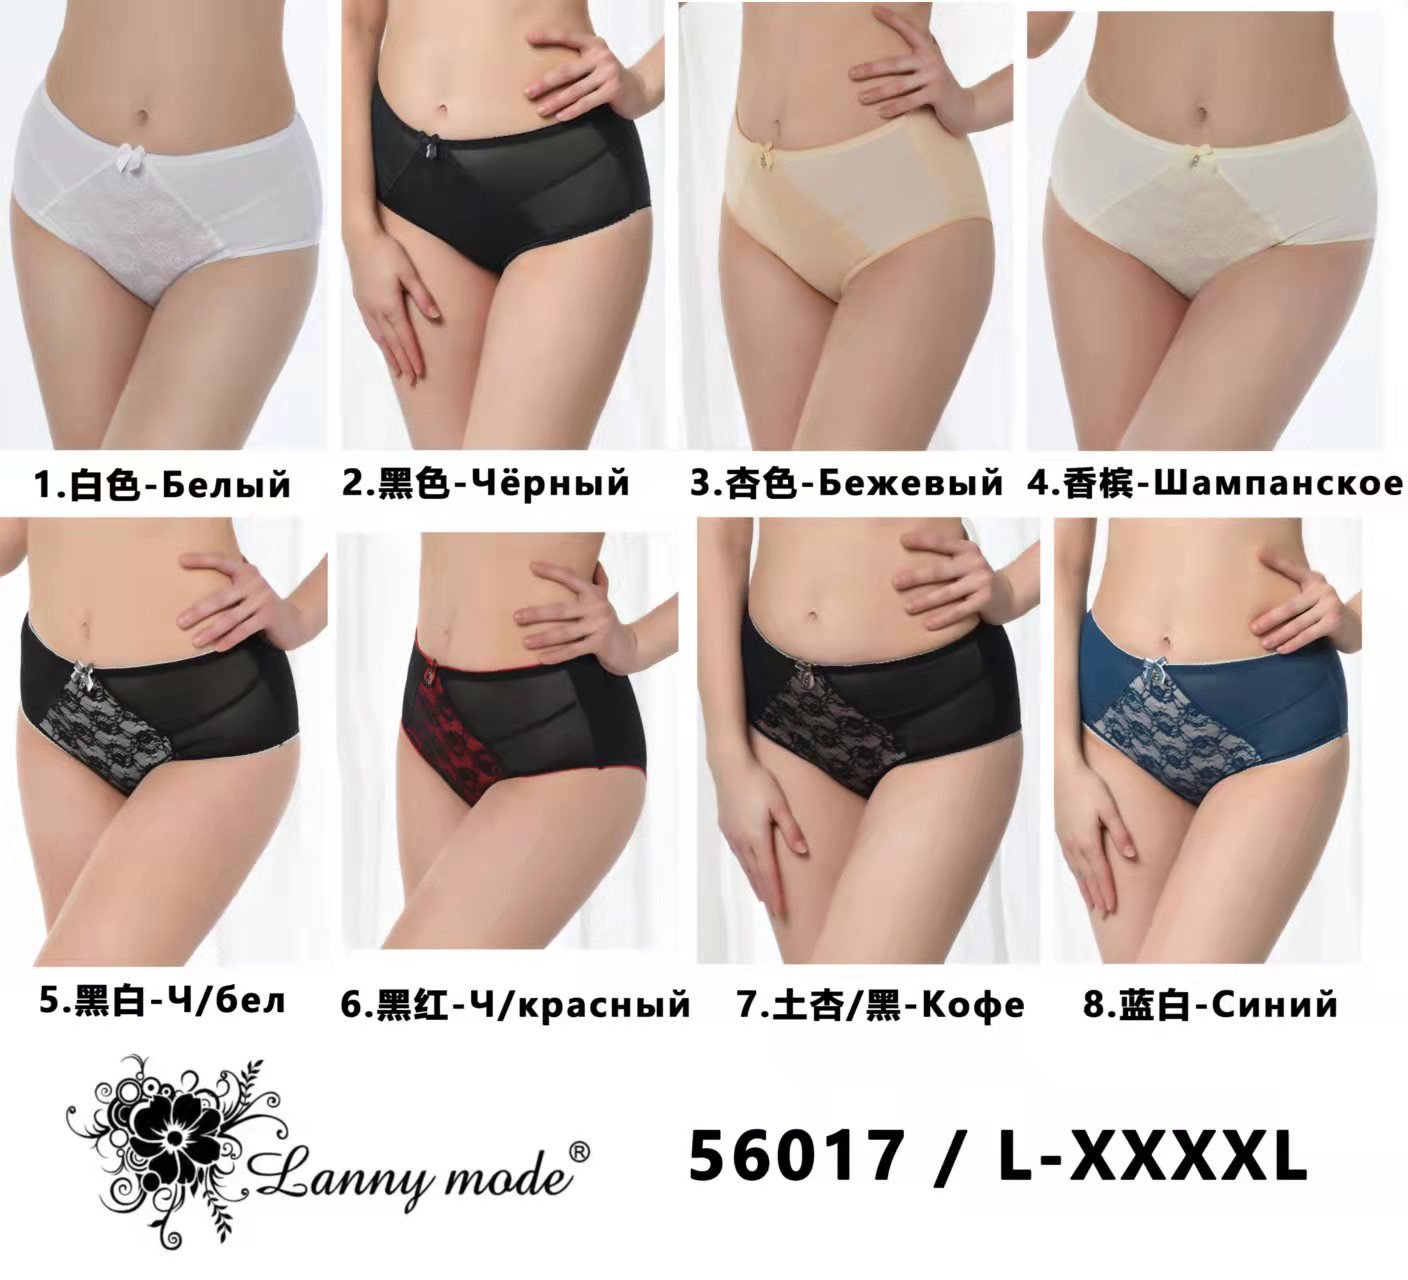 1.白色-Белый
2.黑色-Чёрный
3.杏色-Бежевый
4.香槟-Шампанское
5.黑白-Ч/бел
6.黑红-Ч/красный
7.土杏/黑-Кофе
8.蓝白-Синий
Lanny mode®
56017 / L-XXXXL